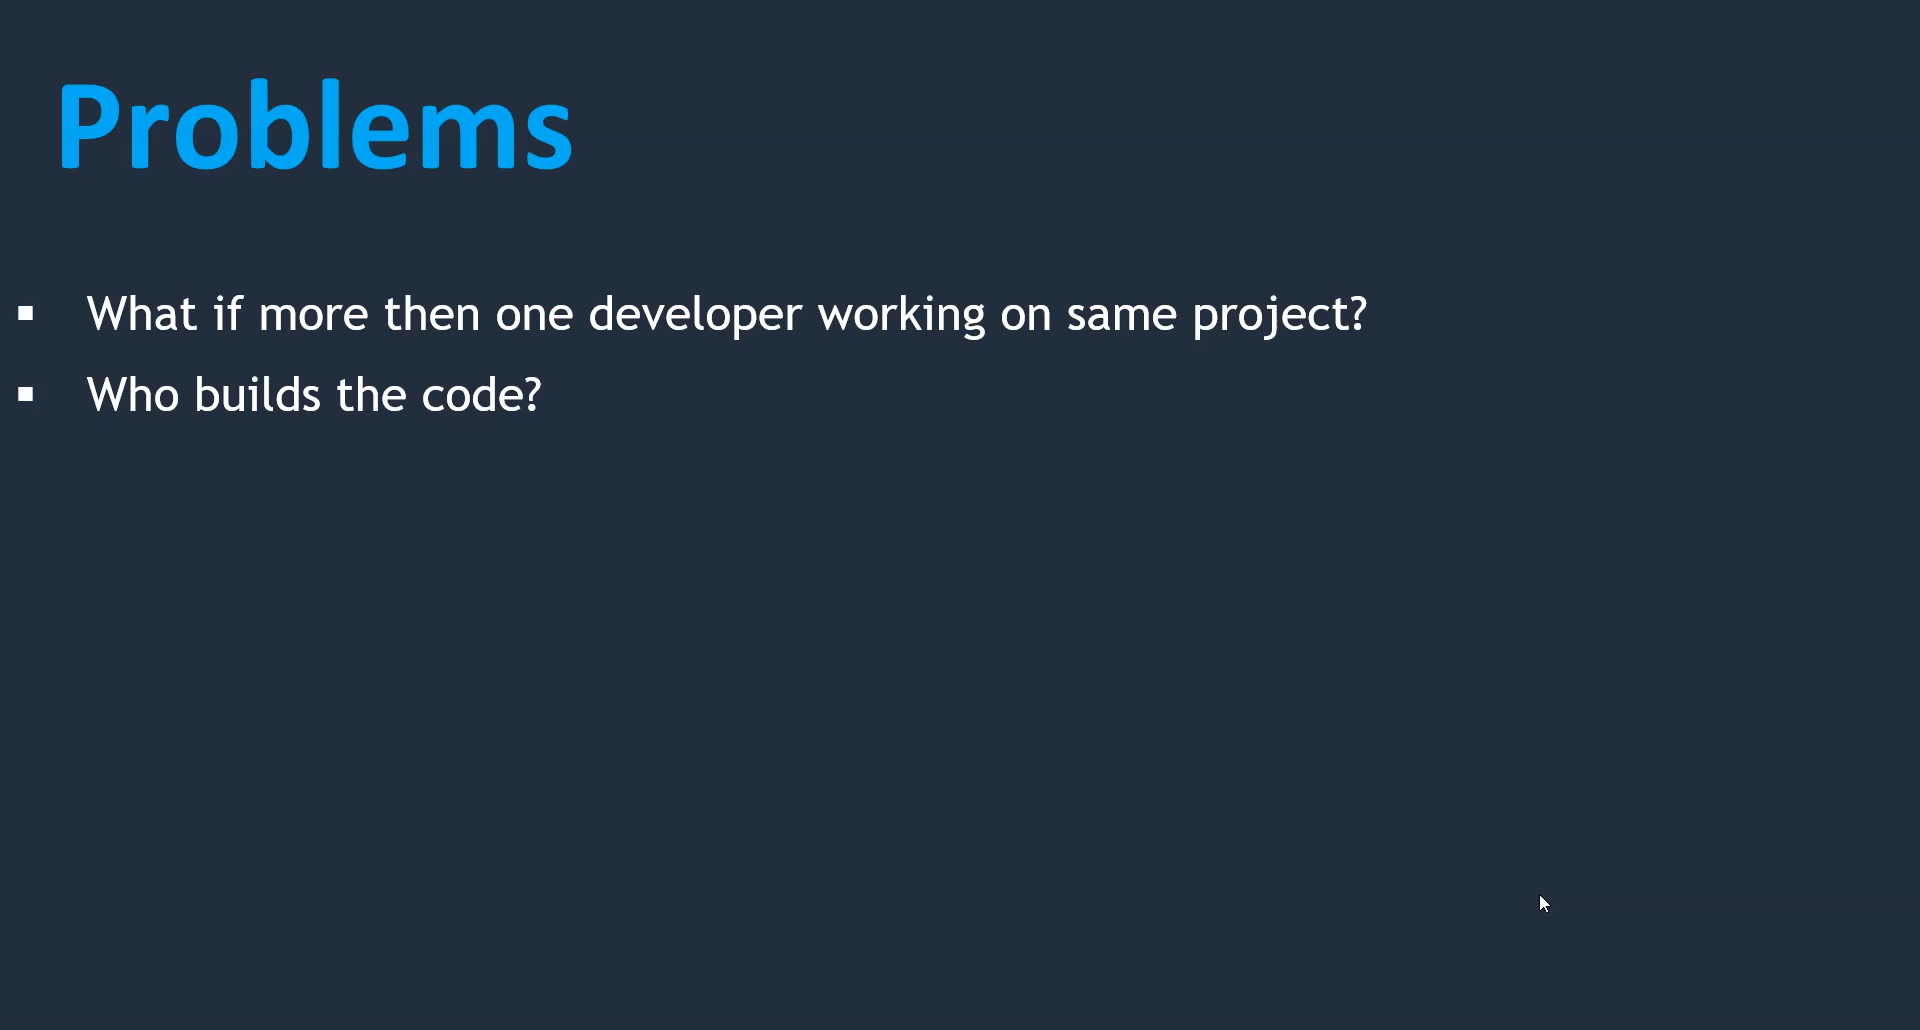 Problems
▪ What if more then one developer working on same project?
▪ Who builds the code?